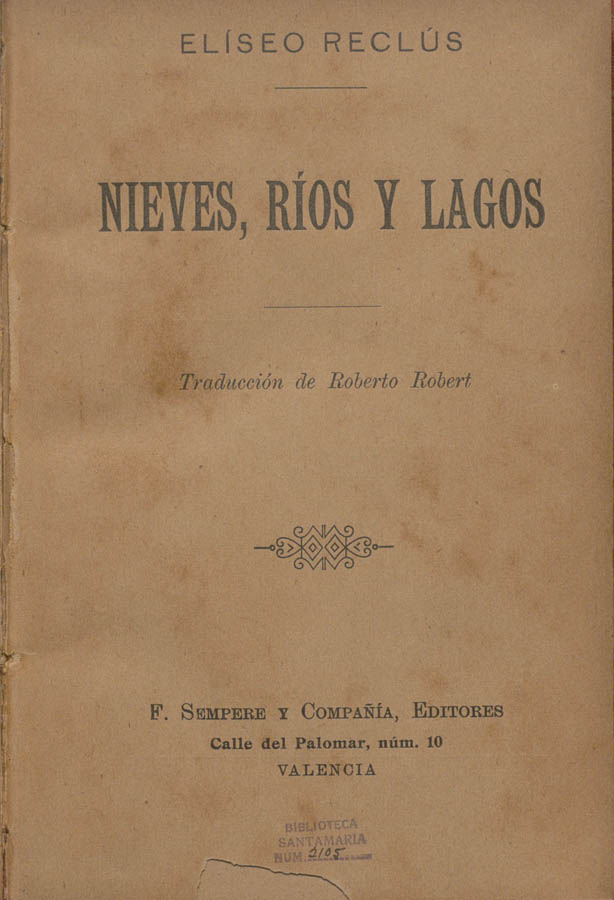 ELÍSEO RECLÚS
NIEVES, RÍOS Y LAGOS
Traducción de Roberto Robert
F. SEMPERE Y COMPAÑÍA, EDITORES
Calle del Palomar, núm. 10
VALENCIA
BIBLIOTECA
SANTAMARIA
NUM. 2105